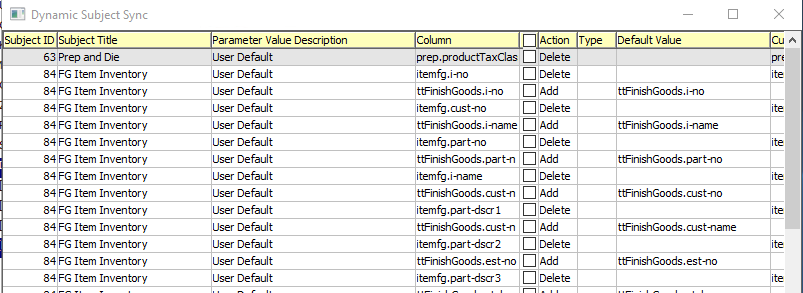 Dynamic Subject Sync
Subject ID Subject Title Parameter Value Description Column Action Type Default Value Cu
63 Prep and Die User Default prep.productTaxClas Delete pre
84 FG Item Inventory User Default itemfg.i-no Delete ite
84 FG Item Inventory User Default ttFinishGoods.i-no Add ttFinishGoods.i-no
84 FG Item Inventory User Default itemfg.cust-no Delete ite
84 FG Item Inventory User Default ttFinishGoods.i-name Add ttFinishGoods.i-name
84 FG Item Inventory User Default itemfg.part-no Delete ite
84 FG Item Inventory User Default ttFinishGoods.part-n Add ttFinishGoods.part-no
84 FG Item Inventory User Default itemfg.i-name Delete ite
84 FG Item Inventory User Default ttFinishGoods.cust-n Add ttFinishGoods.cust-no
84 FG Item Inventory User Default itemfg.part-dscr1 Delete ite
84 FG Item Inventory User Default ttFinishGoods.cust-n Add ttFinishGoods.cust-name
84 FG Item Inventory User Default itemfg.part-dscr2 Delete ite
84 FG Item Inventory User Default ttFinishGoods.est-no Add ttFinishGoods.est-no
84 FG Item Inventory User Default itemfg.part-dscr3 Delete ite